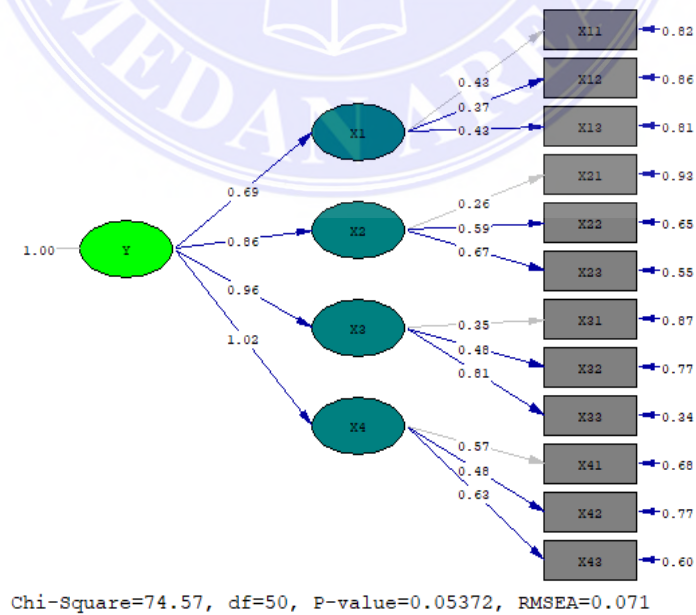 MEDAN AREA
X11
0.82
0.43
X12
0.86
0.37
X1
0.43
X13
0.81
X21
0.93
0.69
0.26
X22
0.65
0.59
X2
0.86
0.67
X23
0.55
1.00
Y
0.96
X31
0.87
0.35
X3
0.48
X32
0.77
1.02
0.81
X33
0.34
X4
0.57
X41
0.68
0.48
X42
0.77
0.63
X43
0.60
Chi-Square=74.57, df=50, P-value=0.05372, RMSEA=0.071